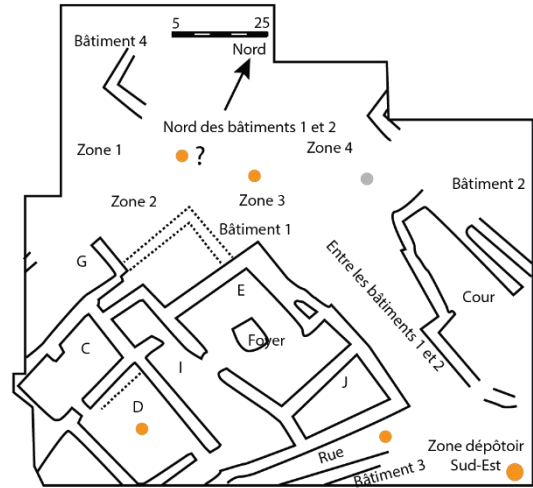 5 25
Bâtiment 4
Nord
Nord des bâtiments 1 et 2
Zone 1
?
Zone 4
Bâtiment 2
Zone 2
Zone 3
Bâtiment 1
G
E
Entre les bâtiments 1 et 2
Cour
C
Foyer
I
J
D
Rue
Zone dépôtoir
Sud-Est
Bâtiment 3